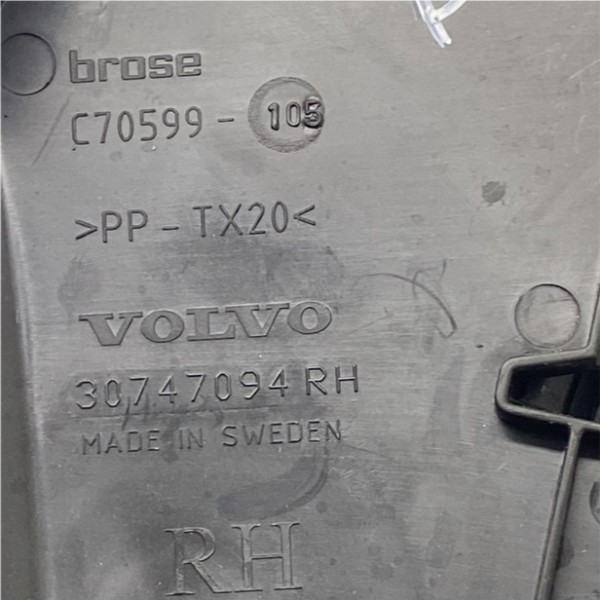 brose
C70599-105
>PP-TX20<
VOLVO
30747094 RH
MADE IN SWEDEN
RH